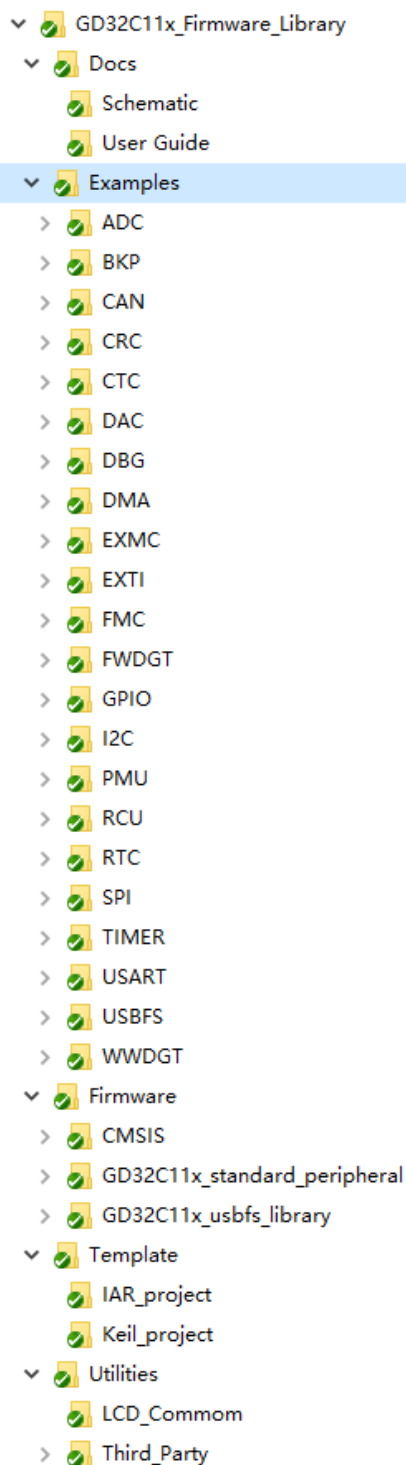 GD32C11x_Firmware_Library
Docs
Schematic
User Guide
Examples
ADC
BKP
CAN
CRC
CTC
DAC
DBG
DMA
EXMC
EXTI
FMC
FWDGT
GPIO
I2C
PMU
RCU
RTC
SPI
TIMER
USART
USBFS
WWDGT
Firmware
CMSIS
GD32C11x_standard_peripheral
GD32C11x_usbfs_library
Template
IAR_project
Keil_project
Utilities
LCD_Commom
Third_Party